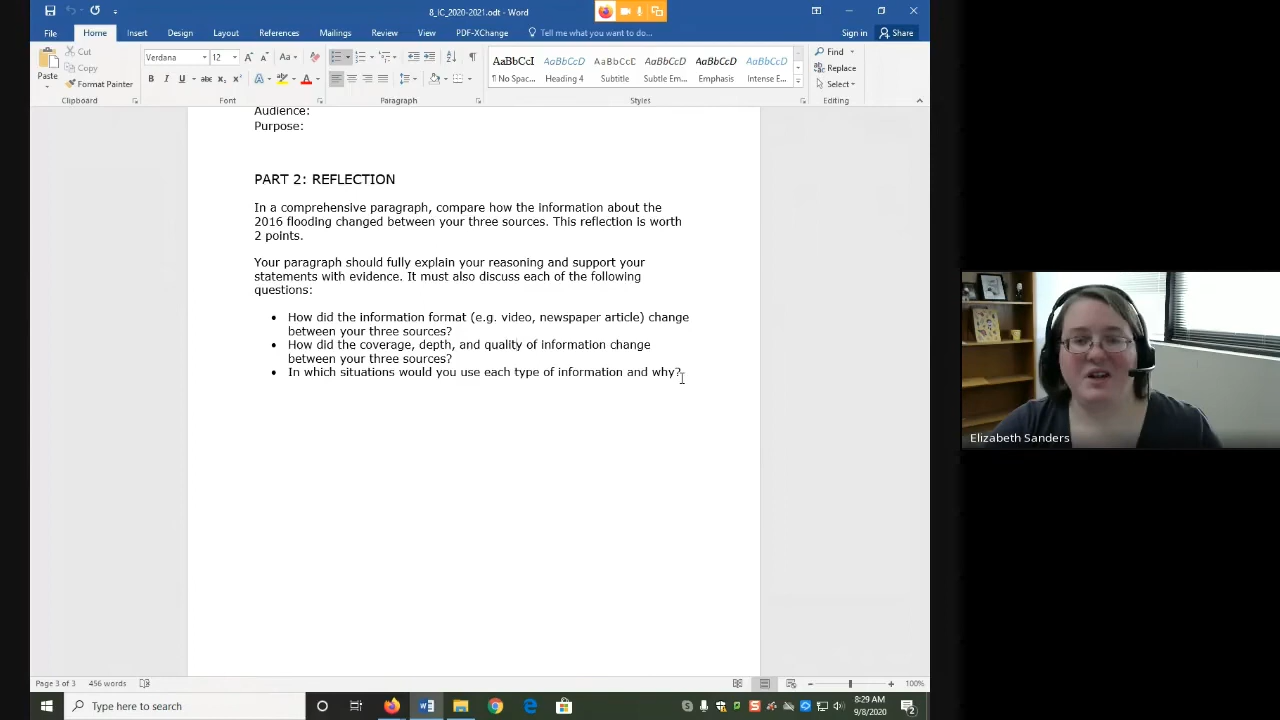 8_IC_2020-2021.odt - Word
File
Home
Insert
Design
Layout
References
Mailings
Review
View
PDF-XChange
Tell me what you want to do...
Sign in
Share
Paste
Cut
Copy
Format Painter
Clipboard
Verdana
12
Aa
B I U abc x₂ x²
A
Font
Paragraph
AaBbCcI AaBbCcD AaBbCcD AaBbCcD AaBbCcD AaBbCcD
¶ No Spac... Heading 4 Subtitle Subtle Em... Emphasis Intense E...
Styles
Find
Replace
Select
Editing
Audience:
Purpose:
PART 2: REFLECTION
In a comprehensive paragraph, compare how the information about the
2016 flooding changed between your three sources. This reflection is worth
2 points.
Your paragraph should fully explain your reasoning and support your
statements with evidence. It must also discuss each of the following
questions:
• How did the information format (e.g. video, newspaper article) change
between your three sources?
• How did the coverage, depth, and quality of information change
between your three sources?
• In which situations would you use each type of information and why?
Elizabeth Sanders
Page 3 of 3 456 words
100%
Type here to search
8:29 AM
9/8/2020
2